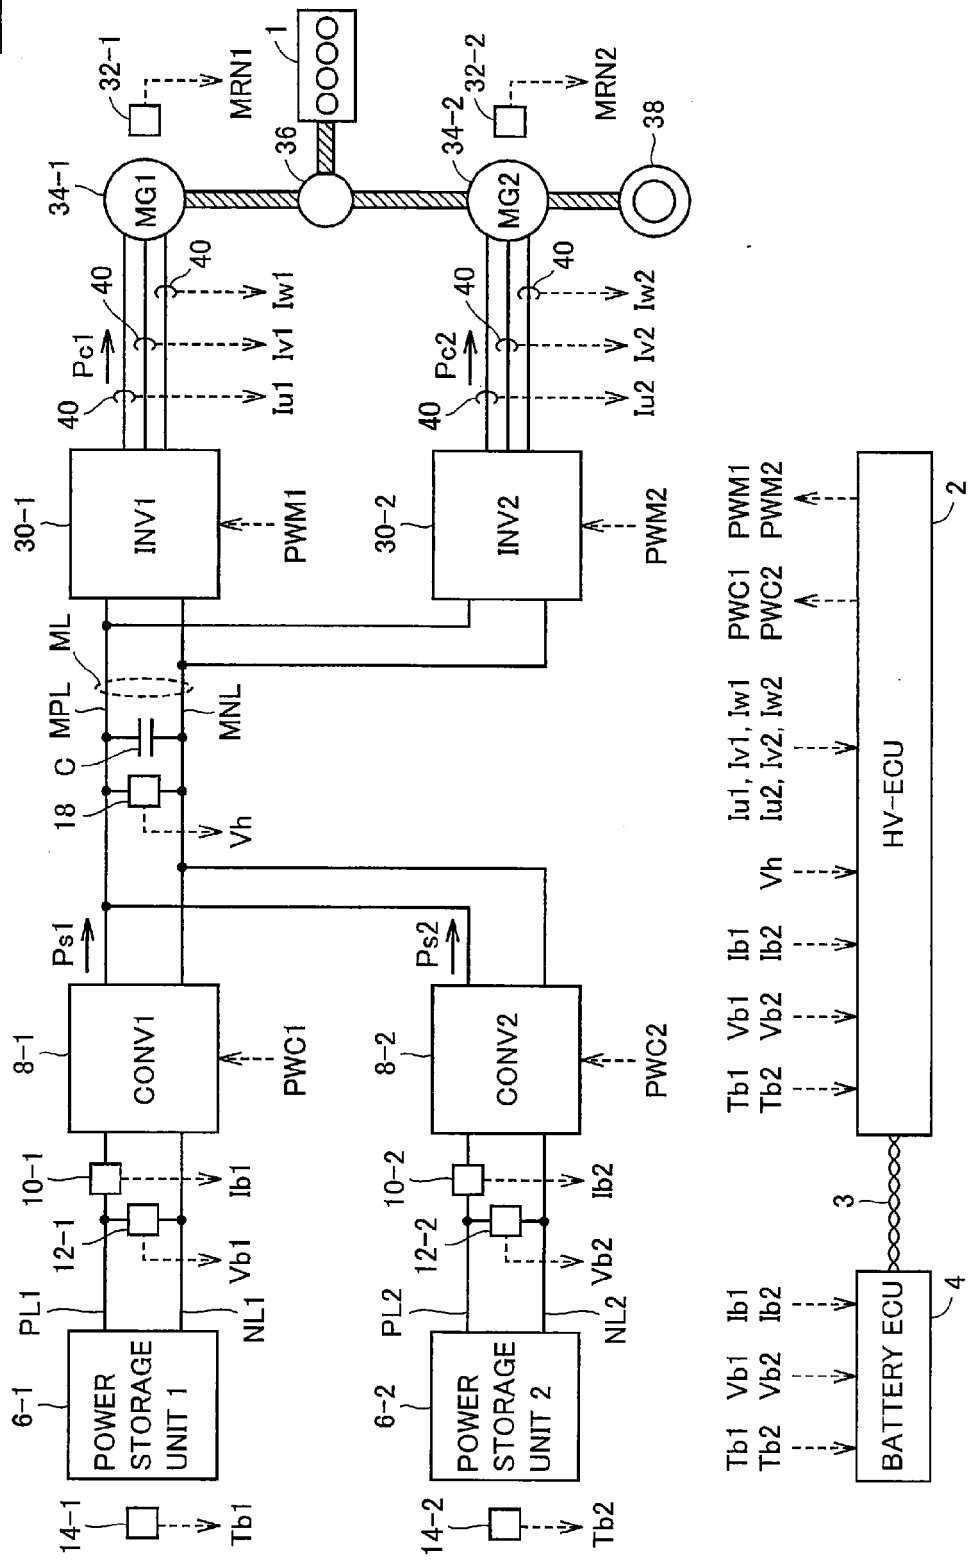 34-1
MG1
32-1
MRN1
1
36
34-2
MG2
32-2
MRN2
38
40
40
40
Pc1
Iu1
Iv1
Iw1
40
40
40
Pc2
Iu2
Iv2
Iw2
30-1
INV1
PWM1
30-2
INV2
PWM2
ML
MPL
MNL
C
18
Vh
Ps1
Ps2
8-1
CONV1
PWC1
8-2
CONV2
PWC2
10-1
Ib1
12-1
Vb1
PL1
NL1
10-2
Ib2
12-2
Vb2
PL2
NL2
6-1
POWER
STORAGE
UNIT 1
6-2
POWER
STORAGE
UNIT 2
14-1
Tb1
14-2
Tb2
Tb1
Tb2
Vb1
Vb2
Ib1
Ib2
BATTERY ECU
4
3
Tb1
Tb2
Vb1
Vb2
Ib1
Ib2
Vh
Iu1, Iv1, Iw1
Iu2, Iv2, Iw2
PWC1
PWC2
PWM1
PWM2
HV-ECU
2